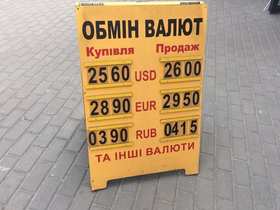 ОБМІН ВАЛЮТ
Купівля Продаж
2560 USD 2600
2890 EUR 2950
0390 RUB 0415
ТА ІНШІ ВАЛЮТИ